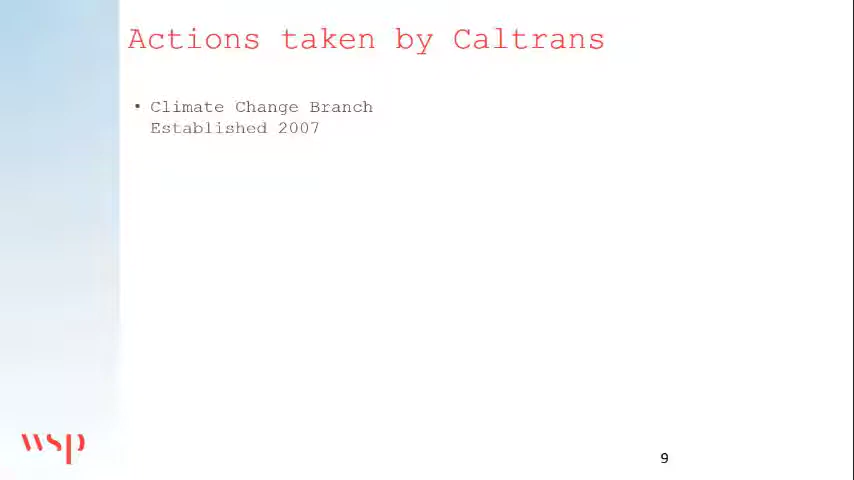 Actions taken by Caltrans
• Climate Change Branch
Established 2007
wsp
9